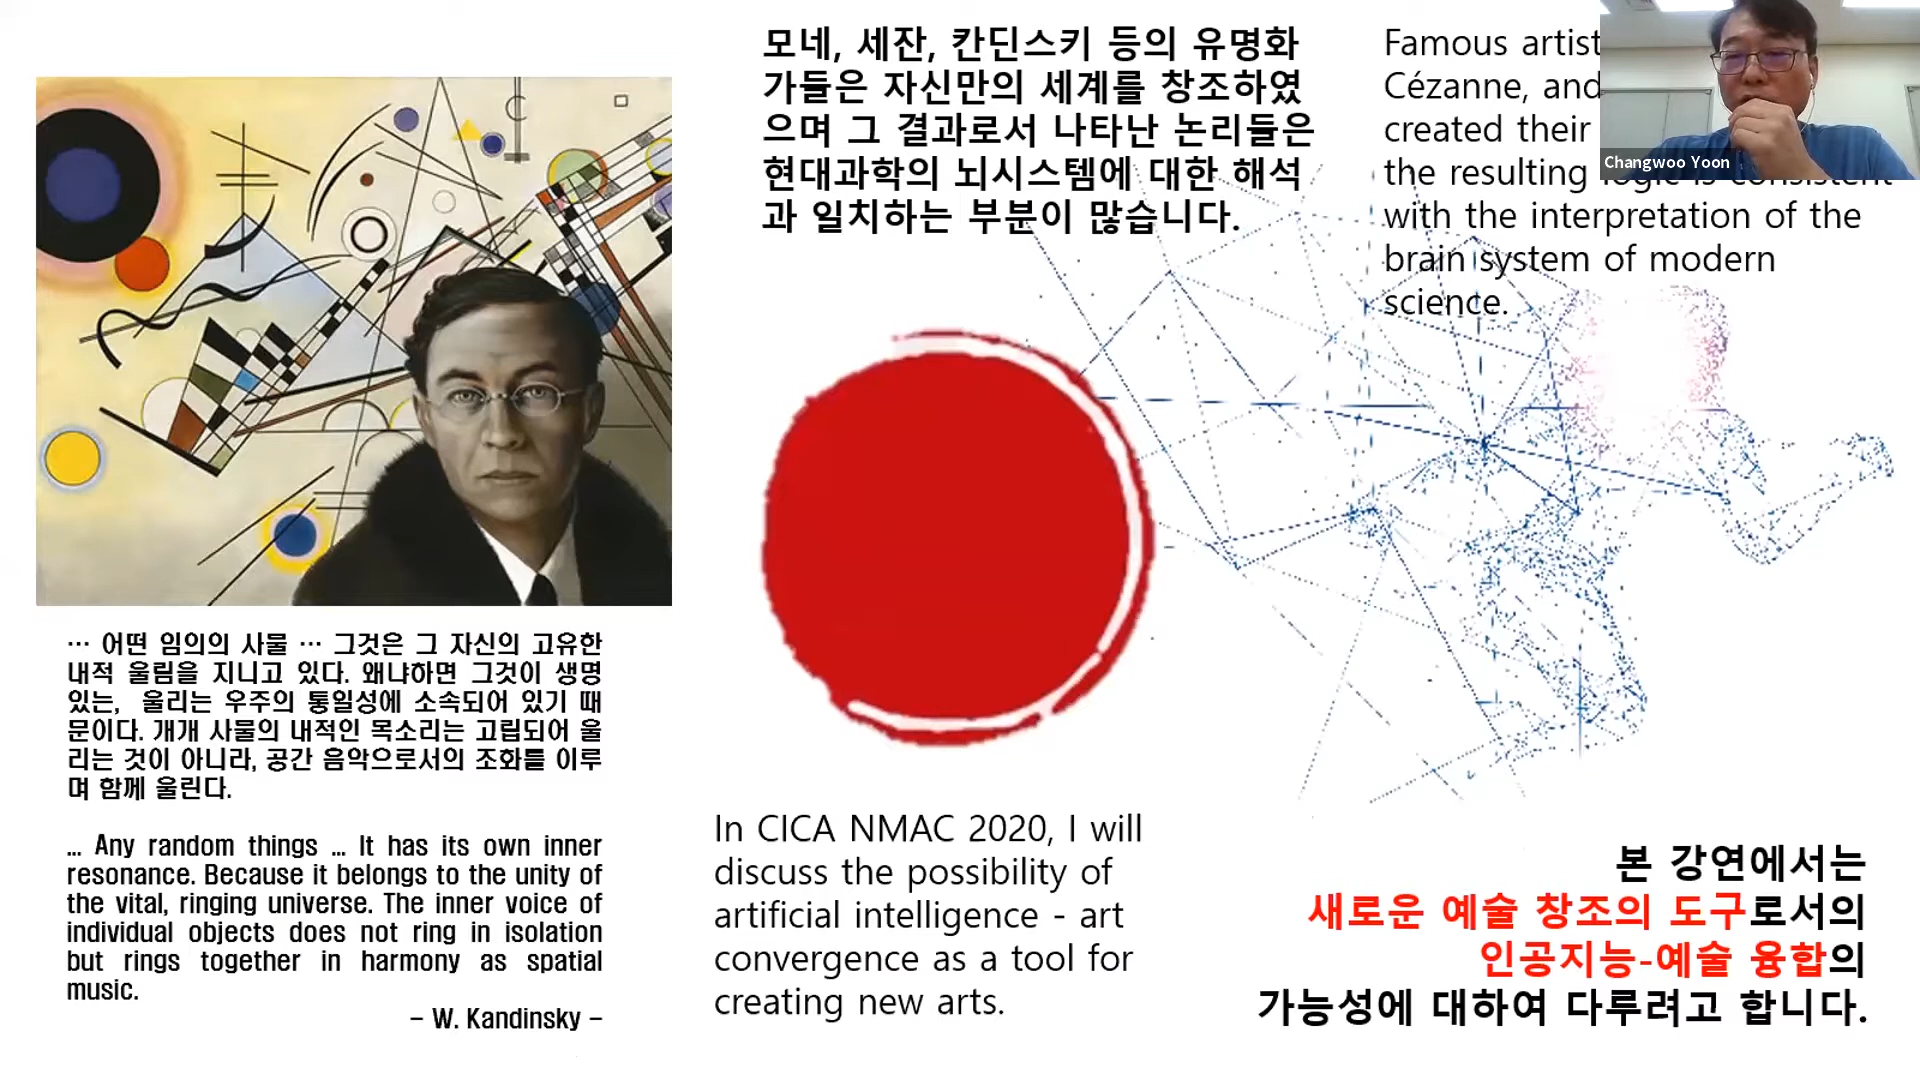 모네, 세잔, 칸딘스키 등의 유명화
가들은 자신만의 세계를 창조하였
으며 그 결과로서 나타난 논리들은
현대과학의 뇌시스템에 대한 해석
과 일치하는 부분이 많습니다.
Famous artist
Cézanne, and
created their
the resulting logic is consistent
with the interpretation of the
brain system of modern
science.
Changwoo Yoon
… 어떤 임의의 사물 … 그것은 그 자신의 고유한
내적 울림을 지니고 있다. 왜냐하면 그것이 생명
있는, 울리는 우주의 통일성에 소속되어 있기 때
문이다. 개개 사물의 내적인 목소리는 고립되어 울
리는 것이 아니라, 공간 음악으로서의 조화를 이루
며 함께 울린다.
... Any random things ... It has its own inner
resonance. Because it belongs to the unity of
the vital, ringing universe. The inner voice of
individual objects does not ring in isolation
but rings together in harmony as spatial
music.
– W. Kandinsky –
In CICA NMAC 2020, I will
discuss the possibility of
artificial intelligence - art
convergence as a tool for
creating new arts.
본 강연에서는
새로운 예술 창조의 도구로서의
인공지능-예술 융합의
가능성에 대하여 다루려고 합니다.